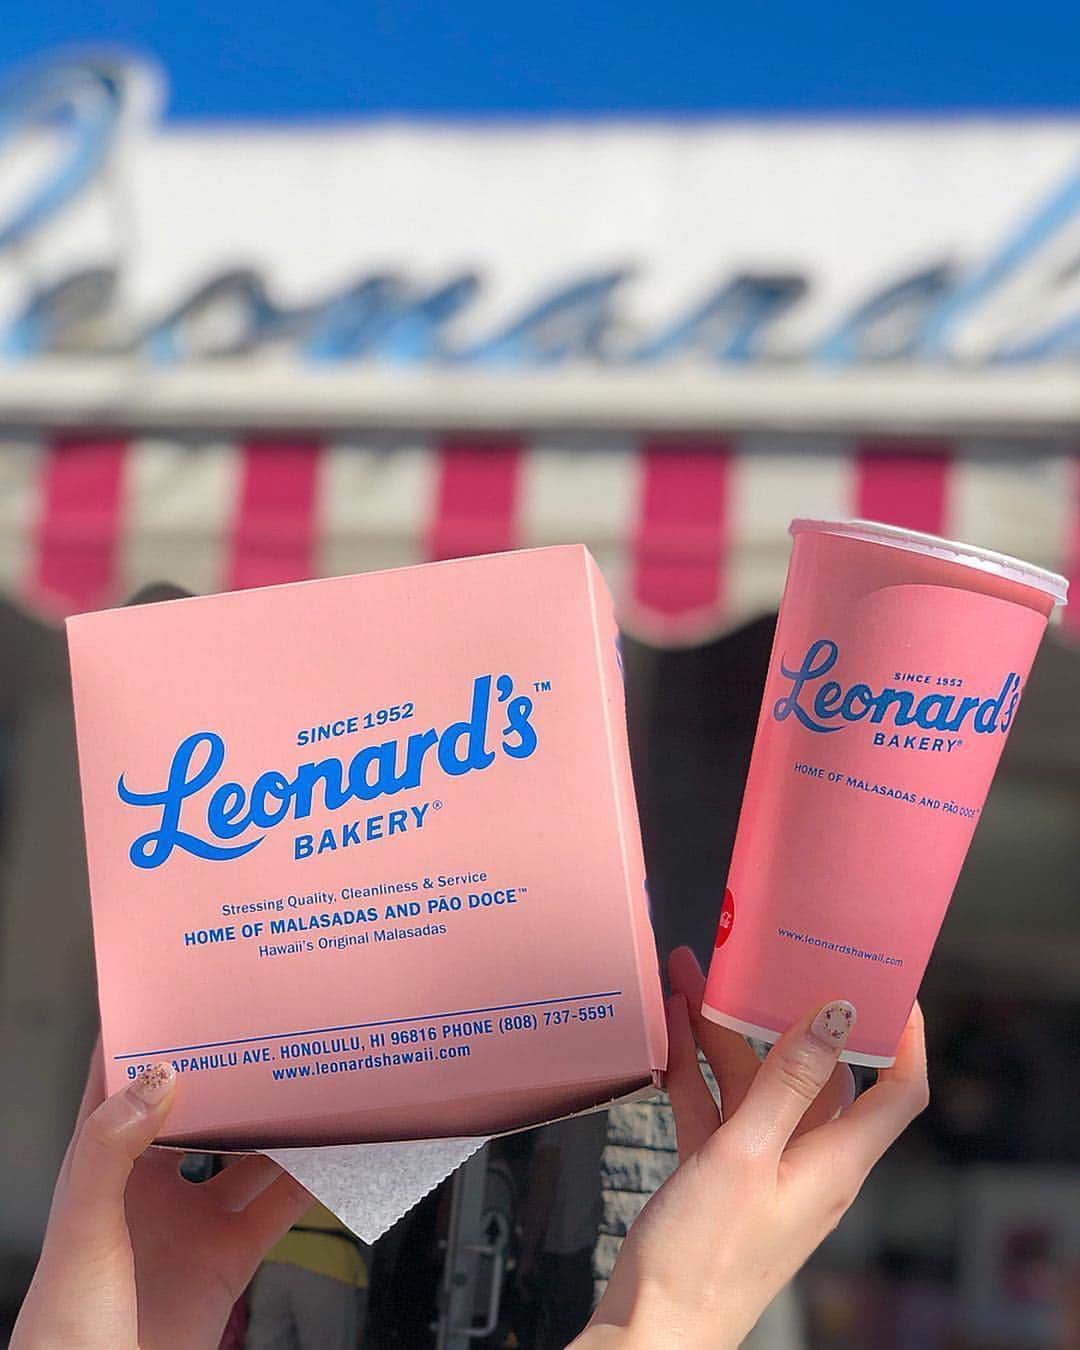 Leonard's
SINCE 1952
Leonard's™
BAKERY®
Stressing Quality, Cleanliness & Service
HOME OF MALASADAS AND PÃO DOCE™
Hawaii's Original Malasadas
AVE. HONOLULU, HI 96816 PHONE (808) 737-5591
www.leonardshawaii.com
SINCE 1952
Leonard's
BAKERY®
HOME OF MALASADAS AND PÃO DOCE™
www.leonardshawaii.com